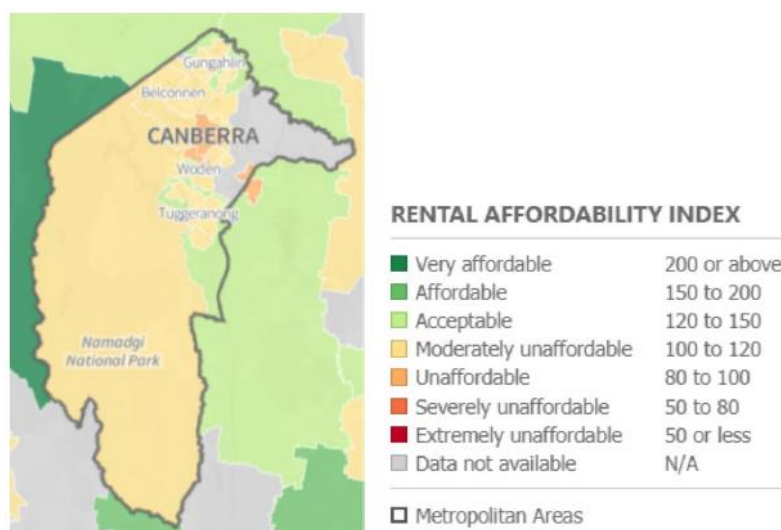 Gungahlin
Belconnen
CANBERRA
Woden
Tuggeranong
Namadgi
National Park
RENTAL AFFORDABILITY INDEX
Very affordable 200 or above
Affordable 150 to 200
Acceptable 120 to 150
Moderately unaffordable 100 to 120
Unaffordable 80 to 100
Severely unaffordable 50 to 80
Extremely unaffordable 50 or less
Data not available N/A
Metropolitan Areas